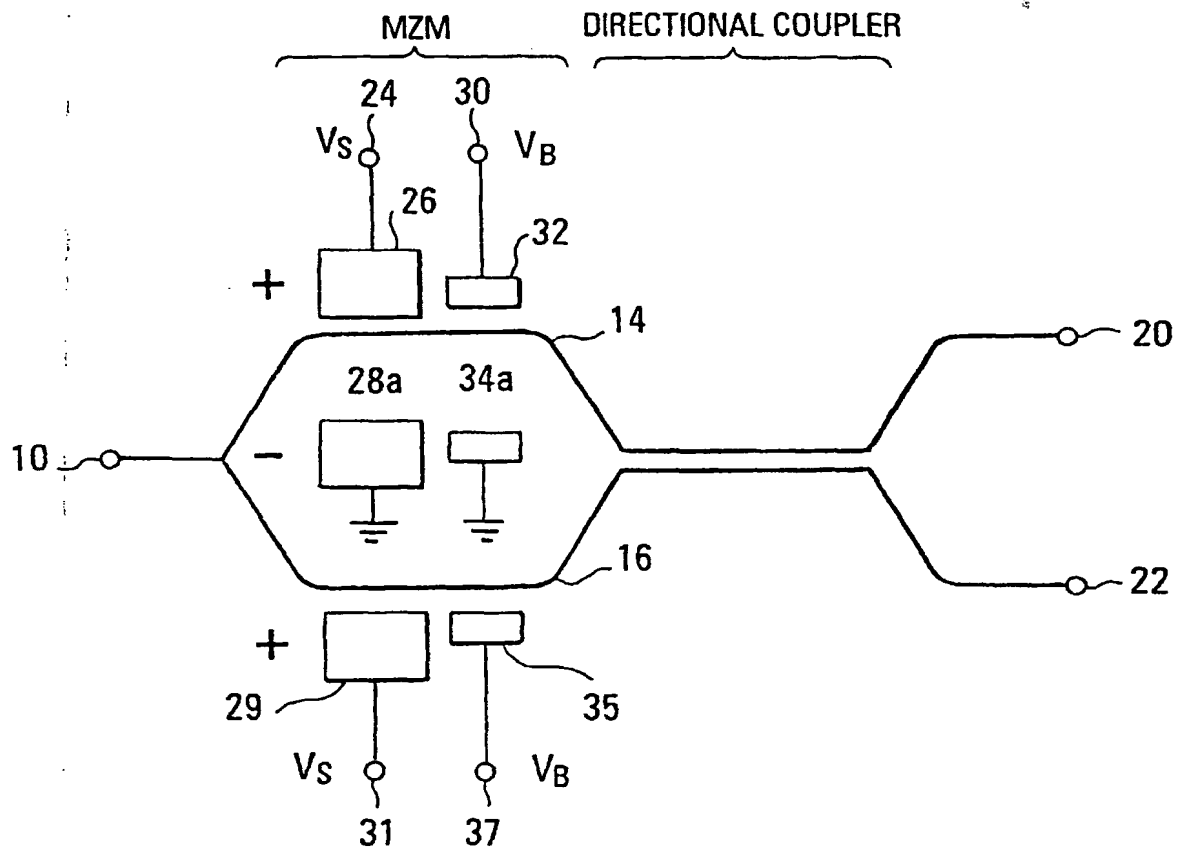 MZM DIRECTIONAL COUPLER
24 30
VS VB
26
32
+
14 20
28a 34a
10 −
16
22
+
29 35
VS VB
31 37